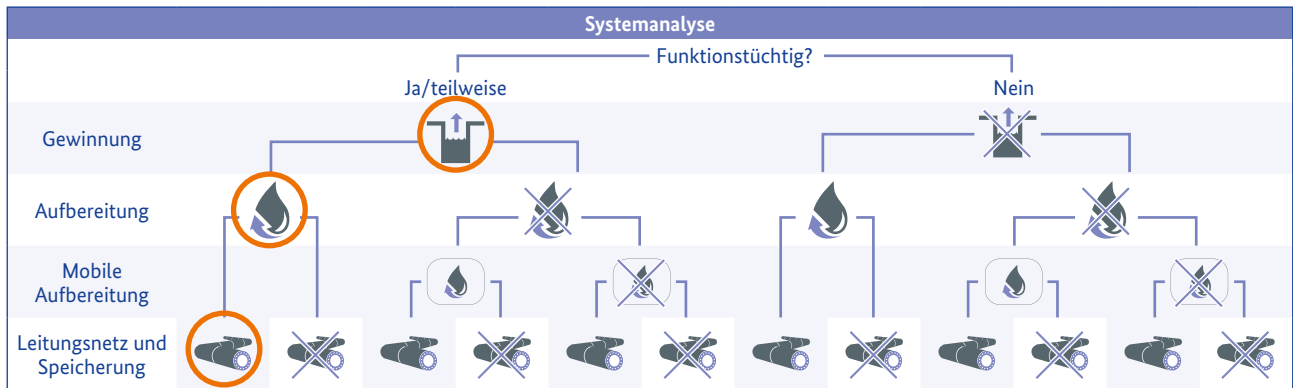 Systemanalyse
Funktionstüchtig?
Ja/teilweise
Nein
Gewinnung
Aufbereitung
Mobile
Aufbereitung
Leitungsnetz und
Speicherung